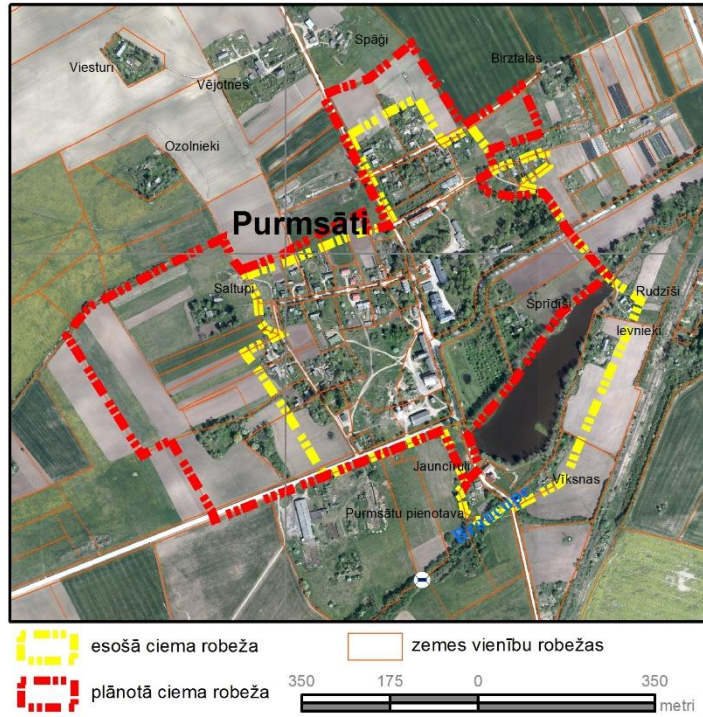 Spāģi
Birztalas
Viesturi
Vējotnes
Ozolnieki
Purmsāti
Saltupi
Sprīdīši
Rudzīši
Ievnieki
Jauncīruļi
Vīksnas
Purmsātu pienotava
esošā ciema robeža
zemes vienību robežas
plānotā ciema robeža
350 175 0 350
metri